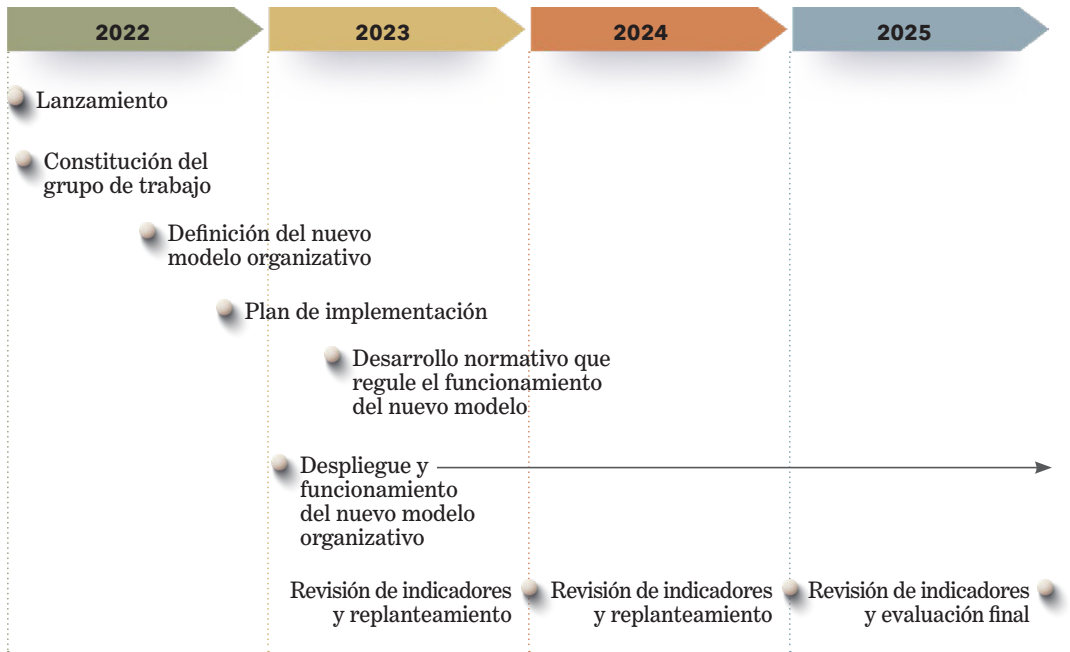 2022
2023
2024
2025
Lanzamiento
Constitución del
grupo de trabajo
Definición del nuevo
modelo organizativo
Plan de implementación
Desarrollo normativo que
regule el funcionamiento
del nuevo modelo
Despliegue y
funcionamiento
del nuevo modelo
organizativo
Revisión de indicadores
y replanteamiento
Revisión de indicadores
y replanteamiento
Revisión de indicadores
y evaluación final